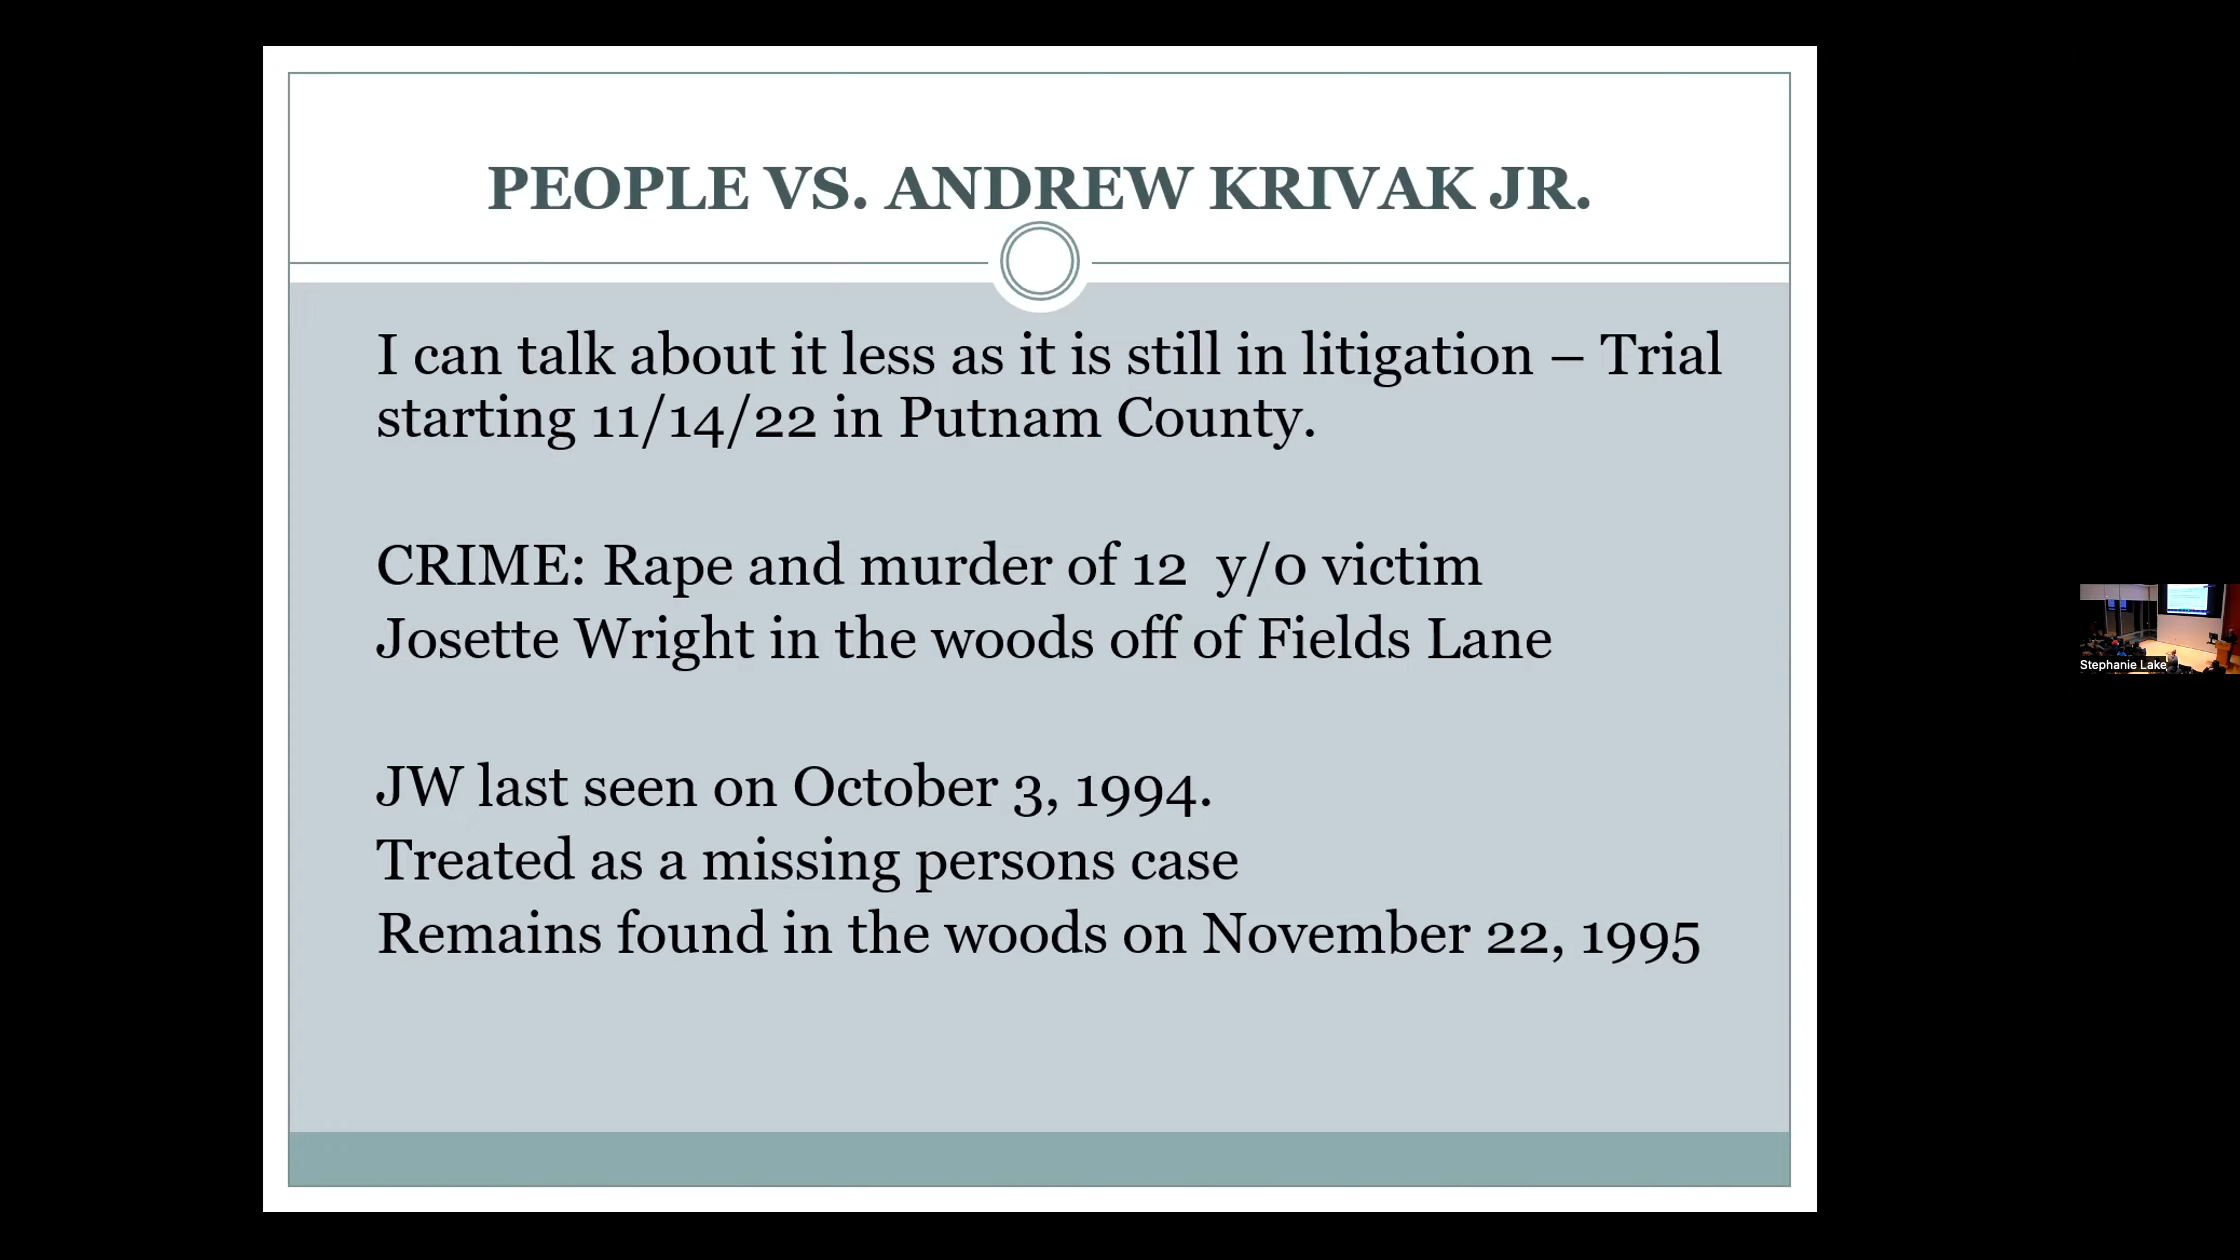 PEOPLE VS. ANDREW KRIVAK JR.
I can talk about it less as it is still in litigation – Trial
starting 11/14/22 in Putnam County.
CRIME: Rape and murder of 12  y/o victim
Josette Wright in the woods off of Fields Lane
JW last seen on October 3, 1994.
Treated as a missing persons case
Remains found in the woods on November 22, 1995
Stephanie Lake